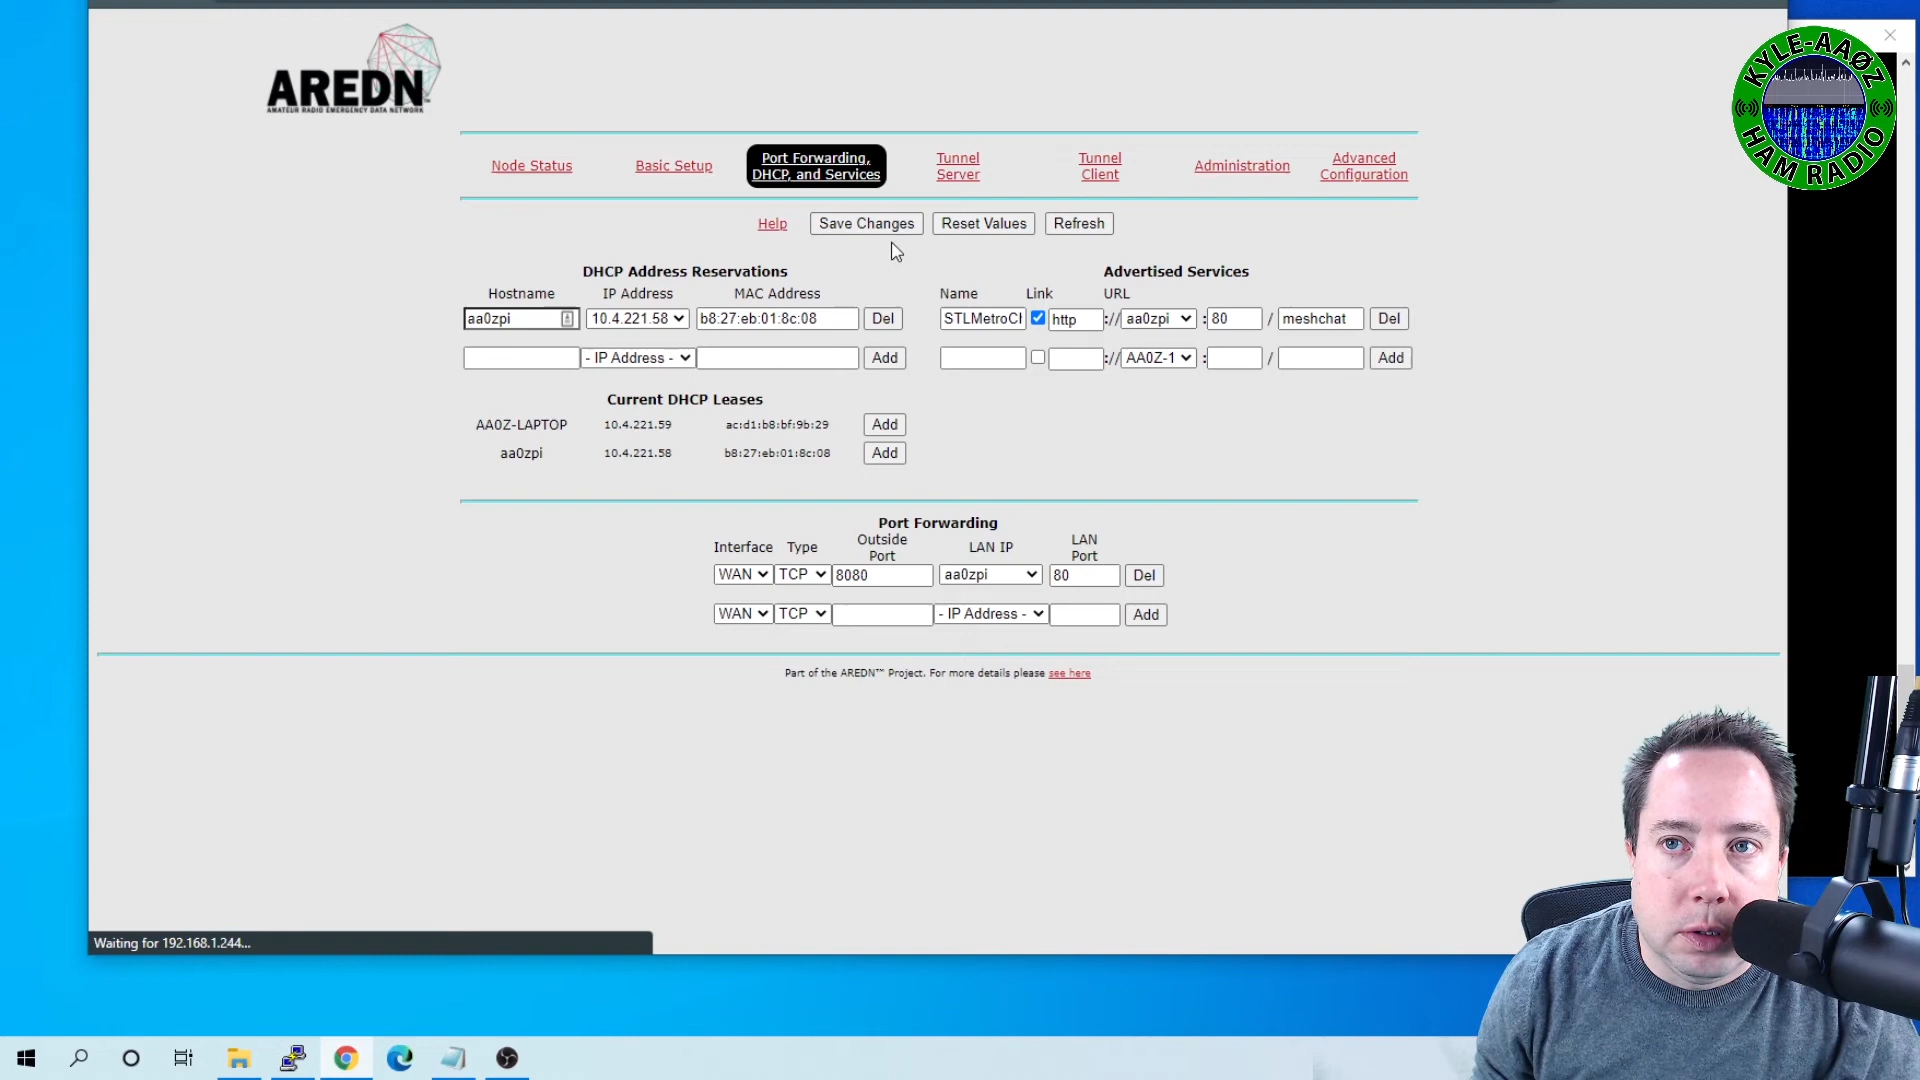 AREDN
AMATEUR RADIO EMERGENCY DATA NETWORK
KYLE-AAØZ
HAM RADIO
Node Status
Basic Setup
Port Forwarding,
DHCP, and Services
Tunnel
Server
Tunnel
Client
Administration
Advanced
Configuration
Help
Save Changes
Reset Values
Refresh
DHCP Address Reservations
Hostname IP Address MAC Address
aa0zpi 10.4.221.58 b8:27:eb:01:8c:08 Del
- IP Address - Add
Advertised Services
Name Link URL
STLMetroCl http :// aa0zpi : 80 / meshchat Del
:// AA0Z-1 : / Add
Current DHCP Leases
AA0Z-LAPTOP 10.4.221.59 ac:d1:b8:bf:9b:29 Add
aa0zpi 10.4.221.58 b8:27:eb:01:8c:08 Add
Port Forwarding
Interface Type Outside
Port LAN IP LAN
Port
WAN TCP 8080 aa0zpi 80 Del
WAN TCP - IP Address - Add
Part of the AREDN™ Project. For more details please see here
Waiting for 192.168.1.244...